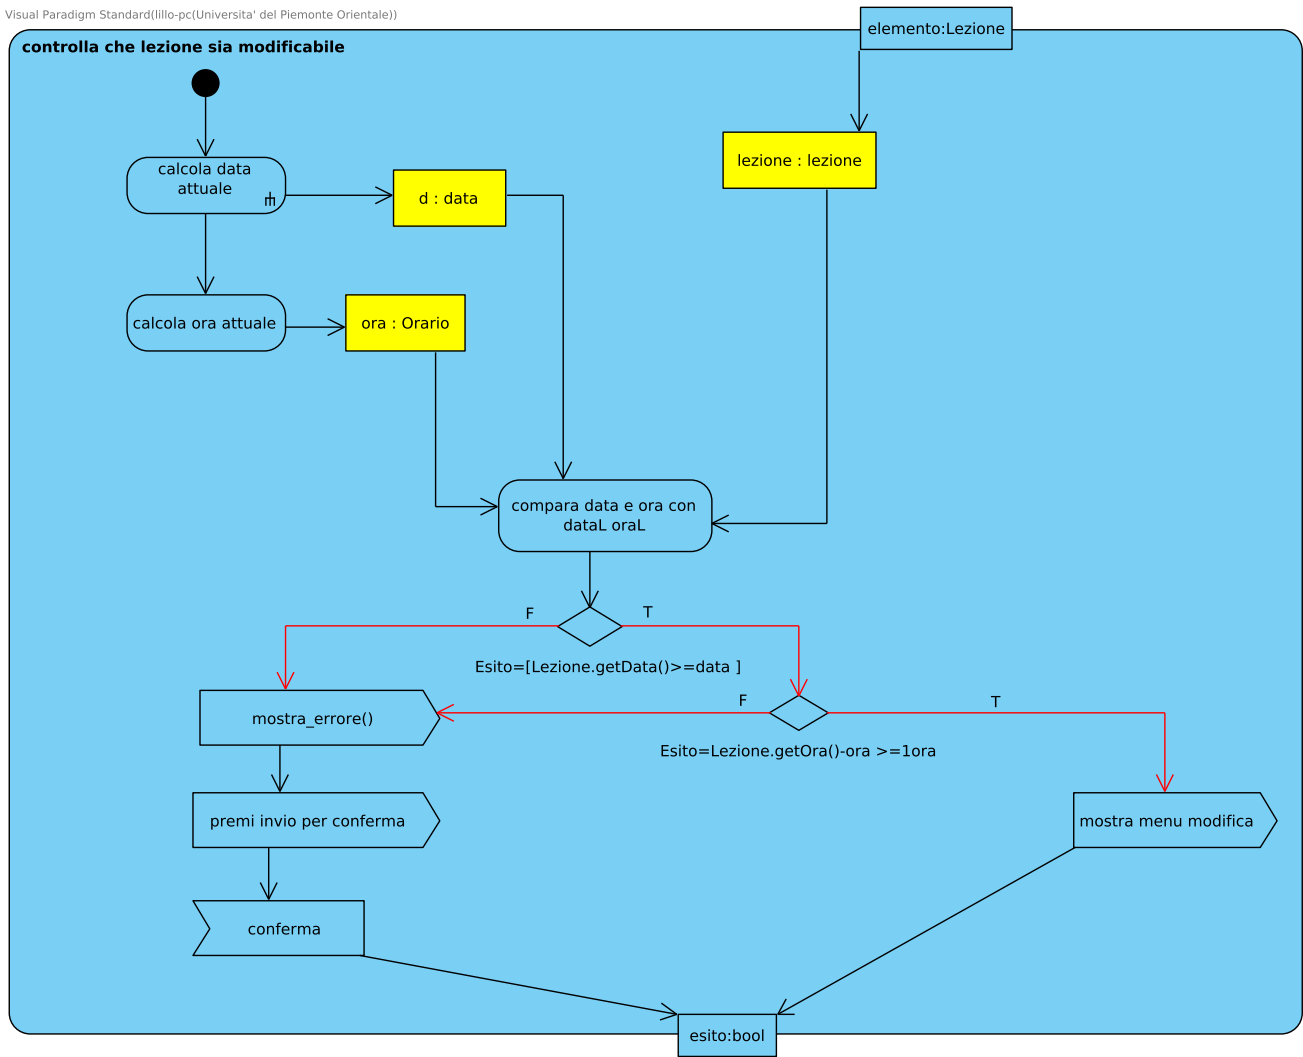 Visual Paradigm Standard(lillo-pc(Universita' del Piemonte Orientale))
elemento:Lezione
controlla che lezione sia modificabile
calcola data
attuale
lezione : lezione
d : data
calcola ora attuale
ora : Orario
compara data e ora con
dataL oraL
F
T
Esito=[Lezione.getData()>=data ]
F
T
mostra_errore()
Esito=Lezione.getOra()-ora >=1ora
premi invio per conferma
mostra menu modifica
conferma
esito:bool